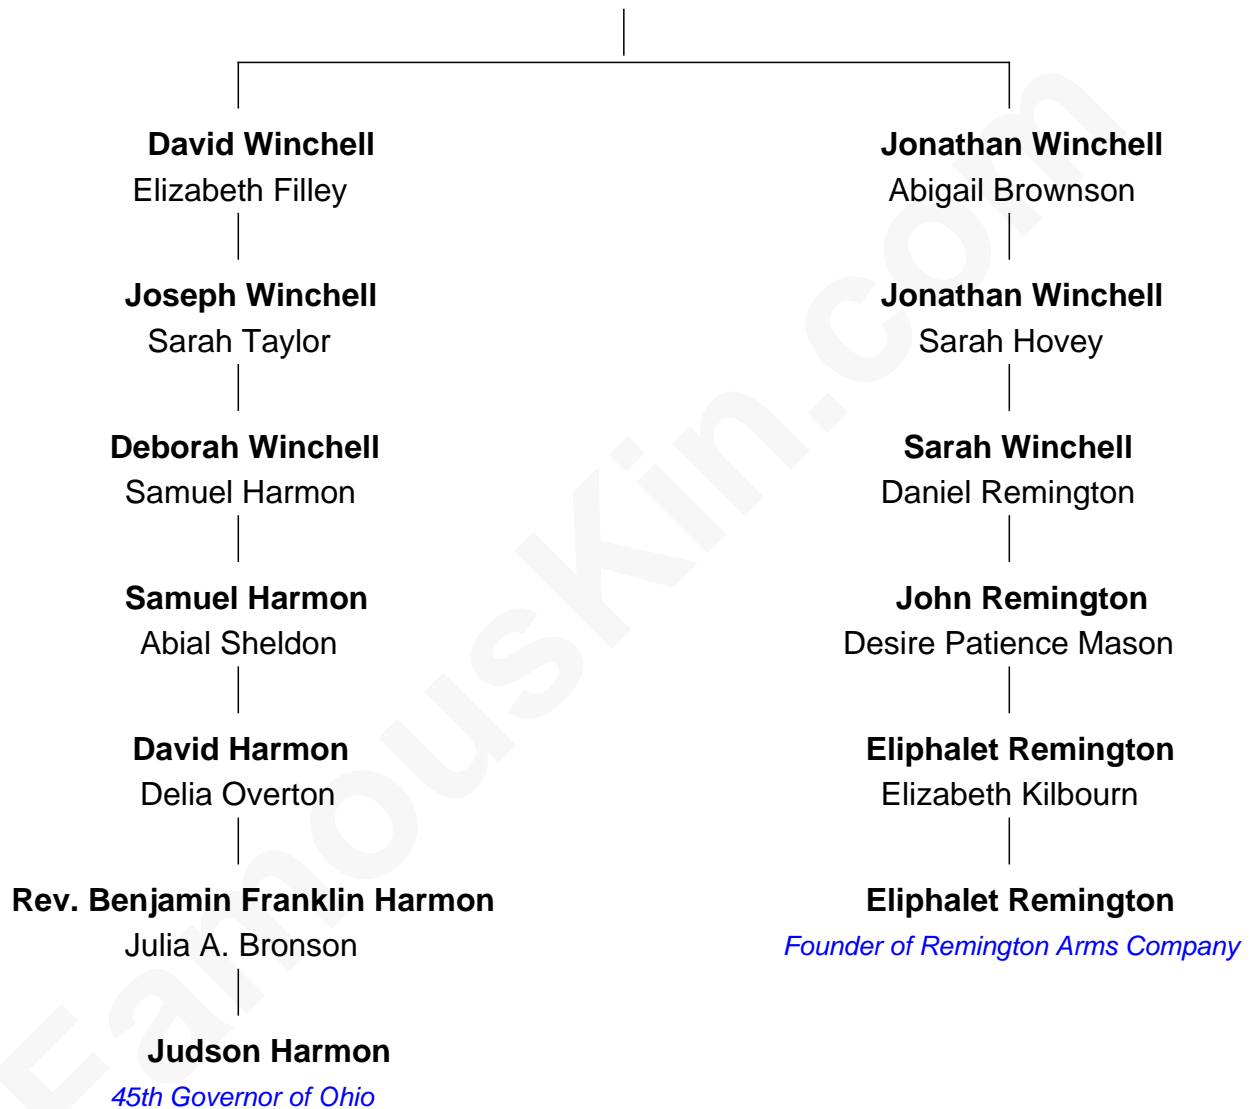 David Winchell
Elizabeth Filley
Joseph Winchell
Sarah Taylor
Deborah Winchell
Samuel Harmon
Samuel Harmon
Abial Sheldon
David Harmon
Delia Overton
Rev. Benjamin Franklin Harmon
Julia A. Bronson
Judson Harmon
45th Governor of Ohio
Jonathan Winchell
Abigail Brownson
Jonathan Winchell
Sarah Hovey
Sarah Winchell
Daniel Remington
John Remington
Desire Patience Mason
Eliphalet Remington
Elizabeth Kilbourn
Eliphalet Remington
Founder of Remington Arms Company
FamousKin.com